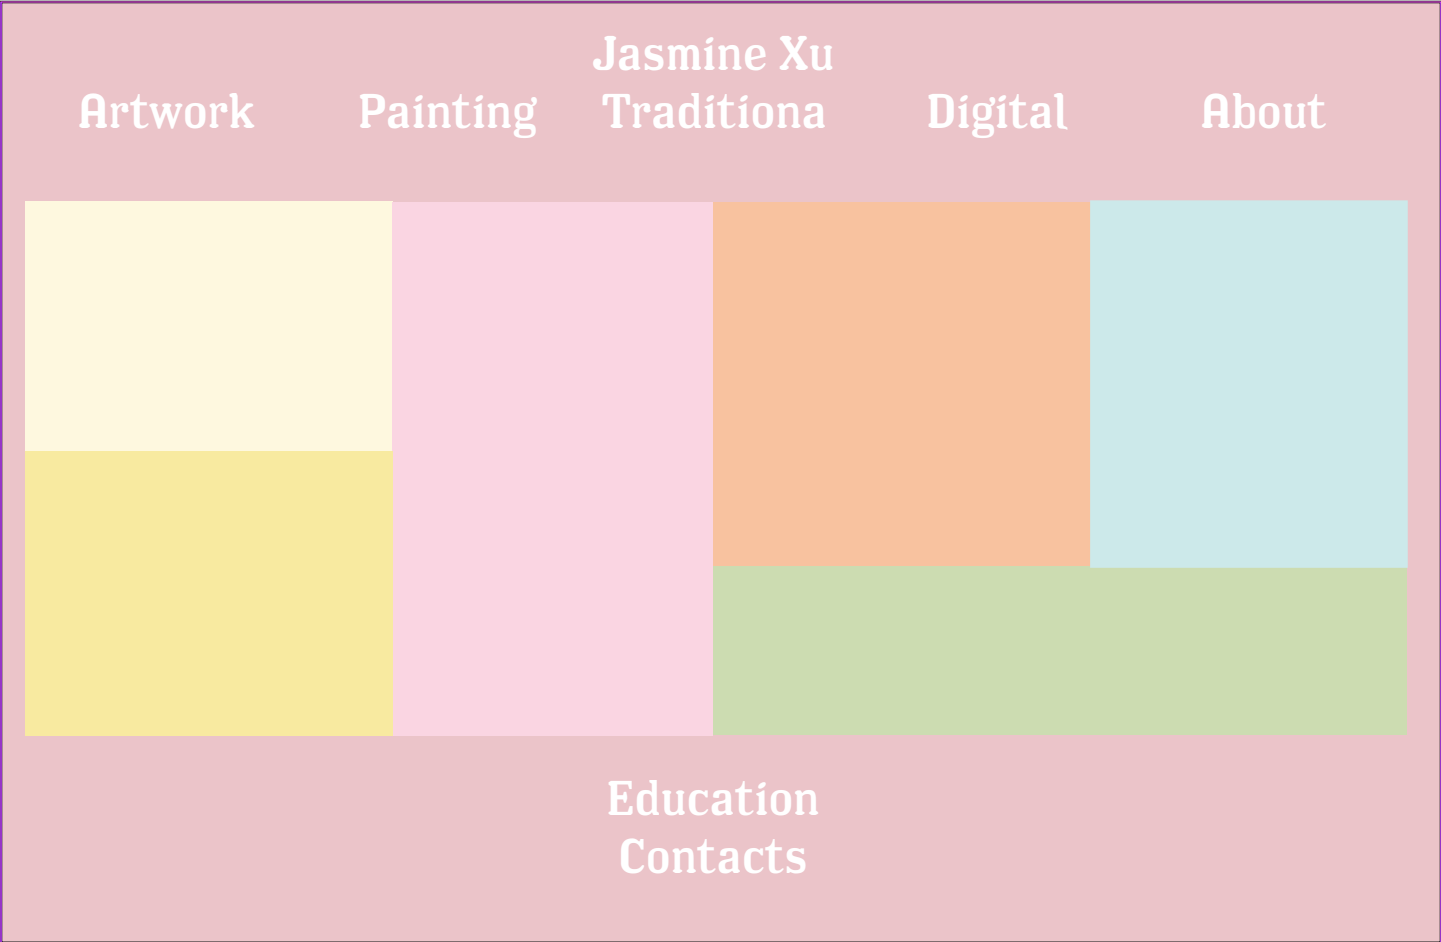 Jasmine Xu
Artwork Painting Traditiona Digital About
Education
Contacts